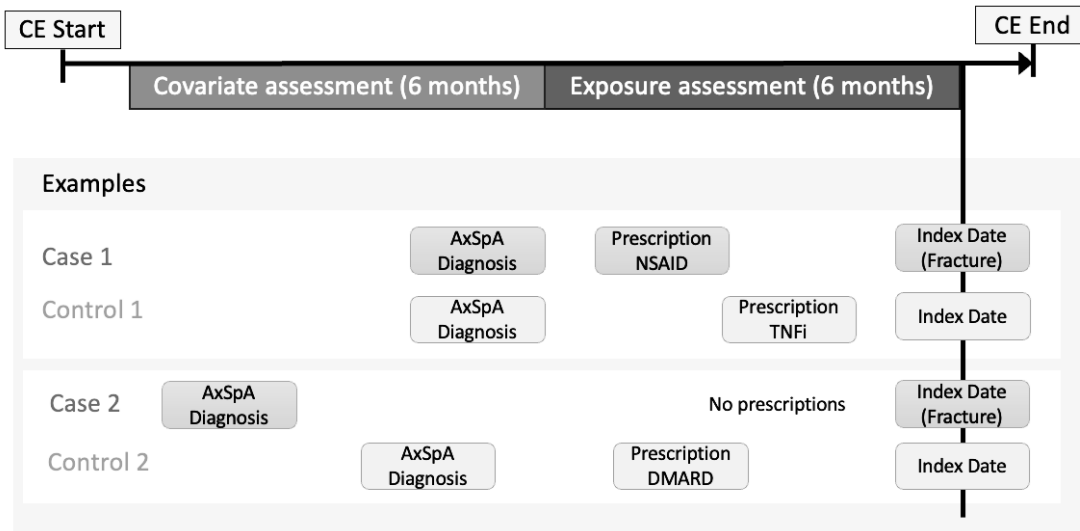 CE Start
CE End
Covariate assessment (6 months)
Exposure assessment (6 months)
Examples
Case 1
AxSpA
Diagnosis
Prescription
NSAID
Index Date
(Fracture)
Control 1
AxSpA
Diagnosis
Prescription
TNFi
Index Date
Case 2
AxSpA
Diagnosis
No prescriptions
Index Date
(Fracture)
Control 2
AxSpA
Diagnosis
Prescription
DMARD
Index Date